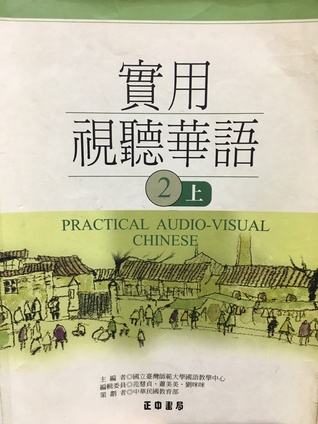 實用
視聽華語
2 上
PRACTICAL AUDIO-VISUAL
CHINESE
主編者◎國立臺灣師範大學國語教學中心
編輯委員◎范慧貞・蕭美美・劉咪咪
策劃者◎中華民國教育部
正中書局